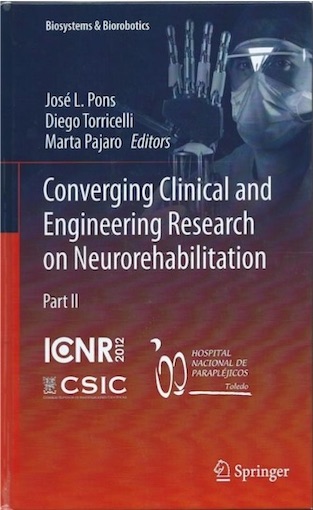 Biosystems & Biorobotics
José L. Pons
Diego Torricelli
Marta Pajaro Editors
Converging Clinical and
Engineering Research
on Neurorehabilitation
Part II
ICNR
2012
CSIC
HOSPITAL
NACIONAL DE
PARAPLÉJICOS
Toledo
Springer